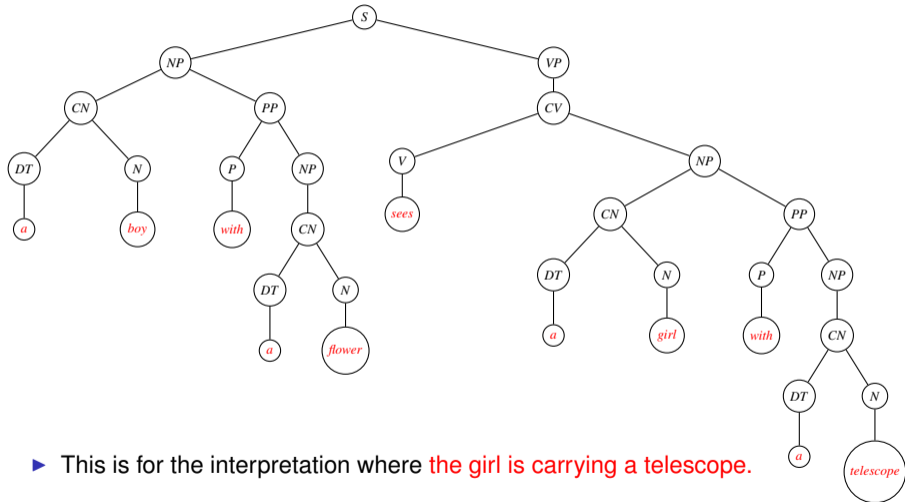 S
NP VP
CN PP CV
DT N P NP V NP
a boy with CN sees CN PP
DT N DT N P NP
a flower a girl with CN
DT N
▶ This is for the interpretation where the girl is carrying a telescope. a telescope